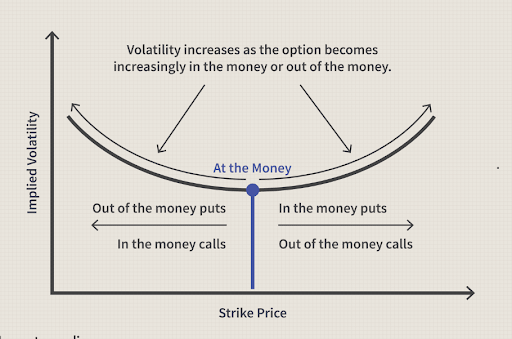 Volatility increases as the option becomes
increasingly in the money or out of the money.
Implied Volatility
At the Money
Out of the money puts
In the money puts
In the money calls
Out of the money calls
Strike Price